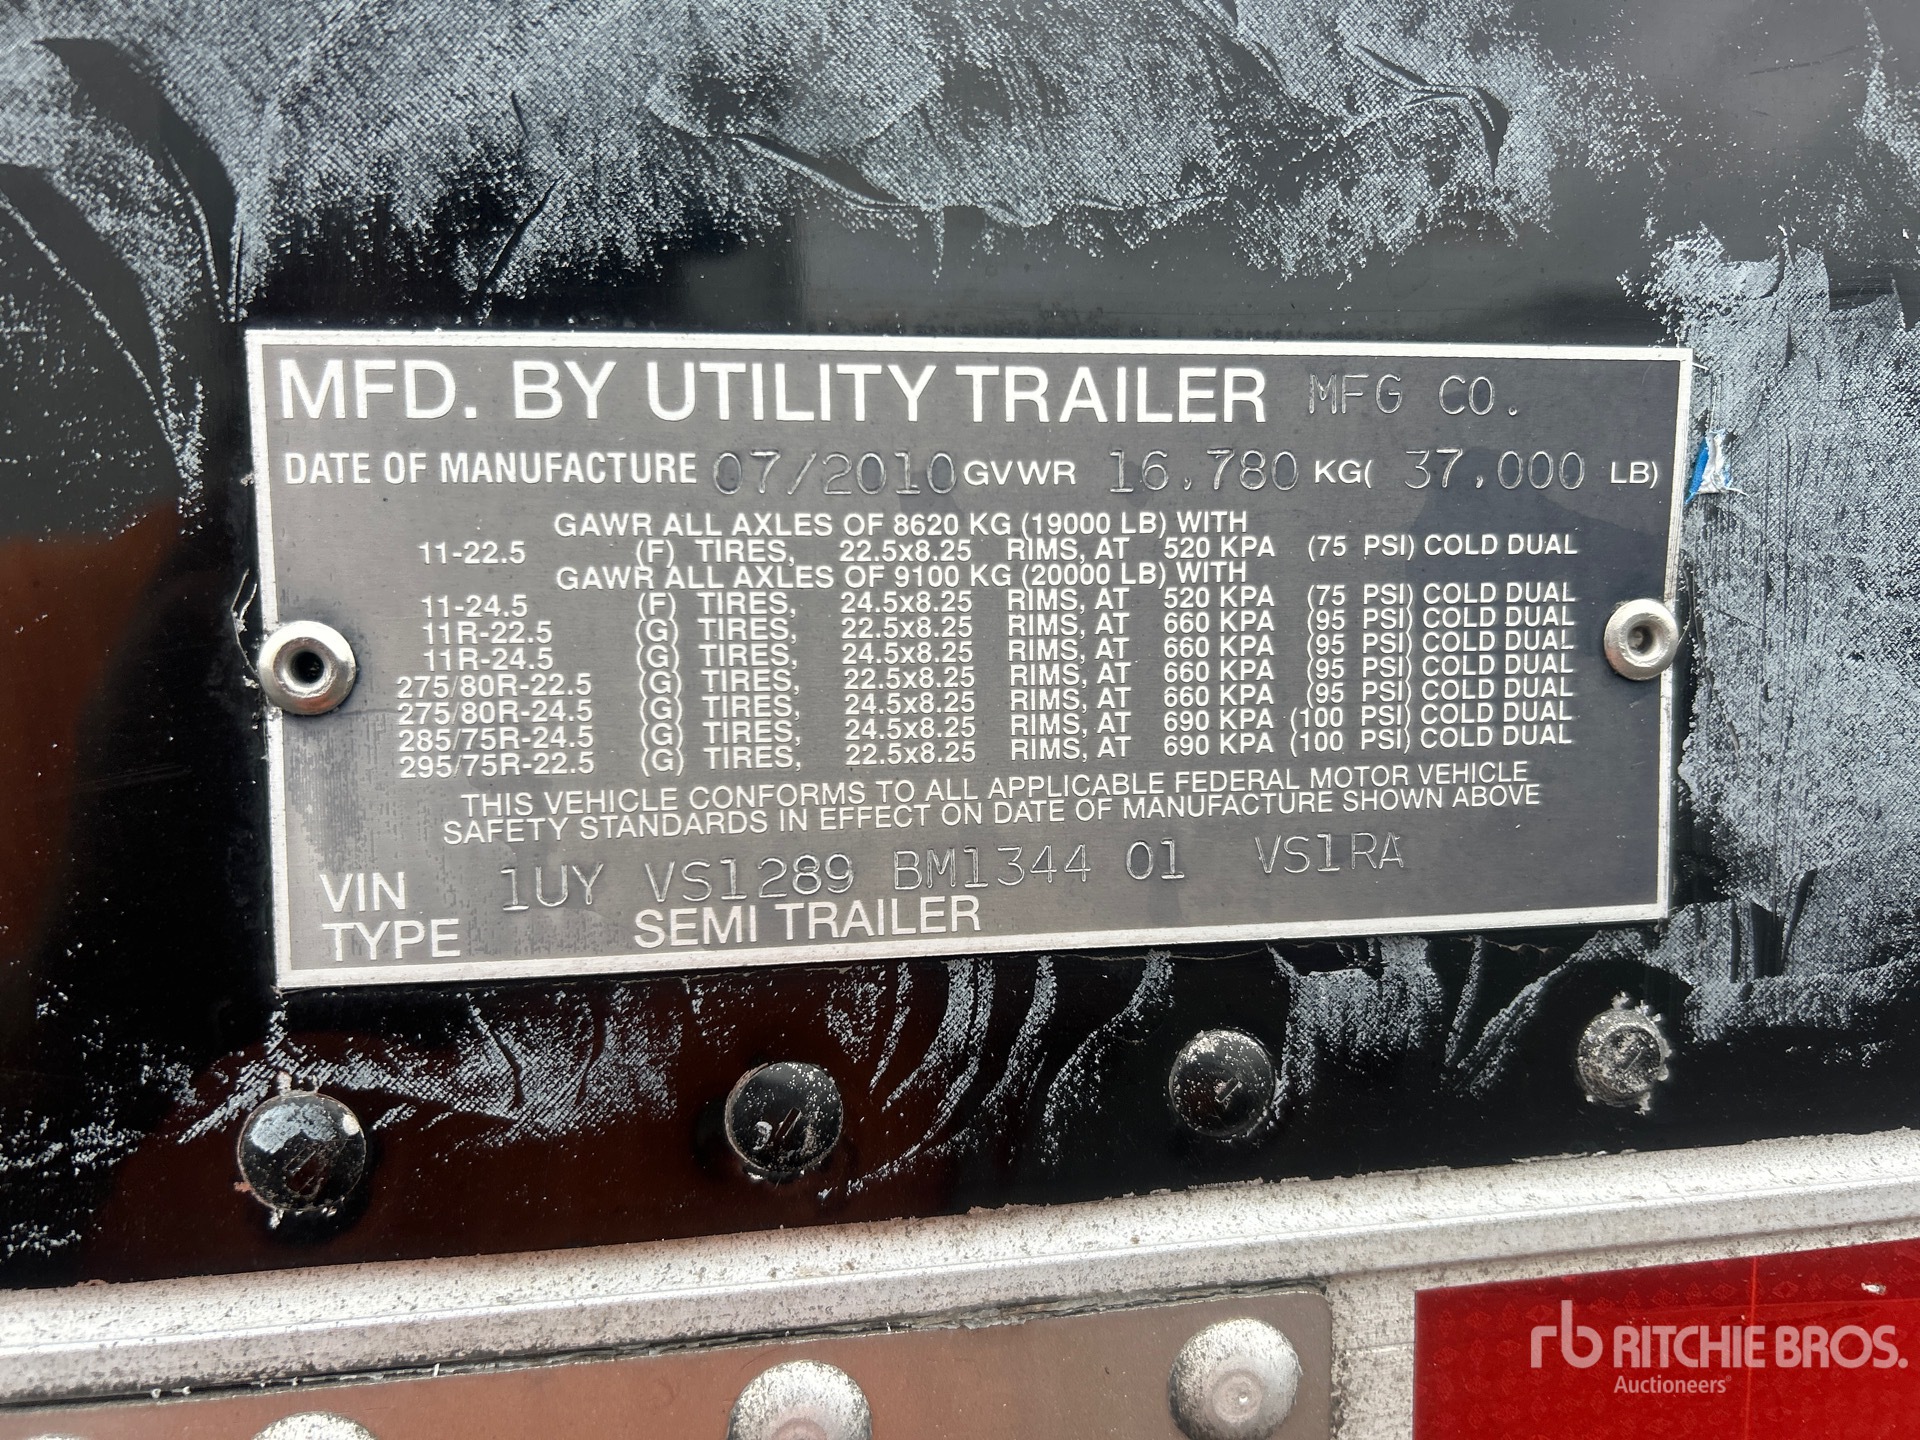 MFD. BY UTILITY TRAILER MFG CO.
DATE OF MANUFACTURE 07/2010 GVWR 16,780 KG( 37,000 LB)
GAWR ALL AXLES OF 8620 KG (19000 LB) WITH
11-22.5 (F) TIRES, 22.5x8.25 RIMS, AT 520 KPA (75 PSI) COLD DUAL
GAWR ALL AXLES OF 9100 KG (20000 LB) WITH
11-24.5 (F) TIRES, 24.5x8.25 RIMS, AT 520 KPA (75 PSI) COLD DUAL
11R-22.5 (G) TIRES, 22.5x8.25 RIMS, AT 660 KPA (95 PSI) COLD DUAL
11R-24.5 (G) TIRES, 24.5x8.25 RIMS, AT 660 KPA (95 PSI) COLD DUAL
275/80R-22.5 (G) TIRES, 22.5x8.25 RIMS, AT 660 KPA (95 PSI) COLD DUAL
275/80R-24.5 (G) TIRES, 24.5x8.25 RIMS, AT 660 KPA (95 PSI) COLD DUAL
285/75R-24.5 (G) TIRES, 24.5x8.25 RIMS, AT 690 KPA (100 PSI) COLD DUAL
295/75R-22.5 (G) TIRES, 22.5x8.25 RIMS, AT 690 KPA (100 PSI) COLD DUAL
THIS VEHICLE CONFORMS TO ALL APPLICABLE FEDERAL MOTOR VEHICLE
SAFETY STANDARDS IN EFFECT ON DATE OF MANUFACTURE SHOWN ABOVE
VIN 1UY VS1289 BM1344 01 VS1RA
TYPE SEMI TRAILER
rb RITCHIE BROS.
Auctioneers